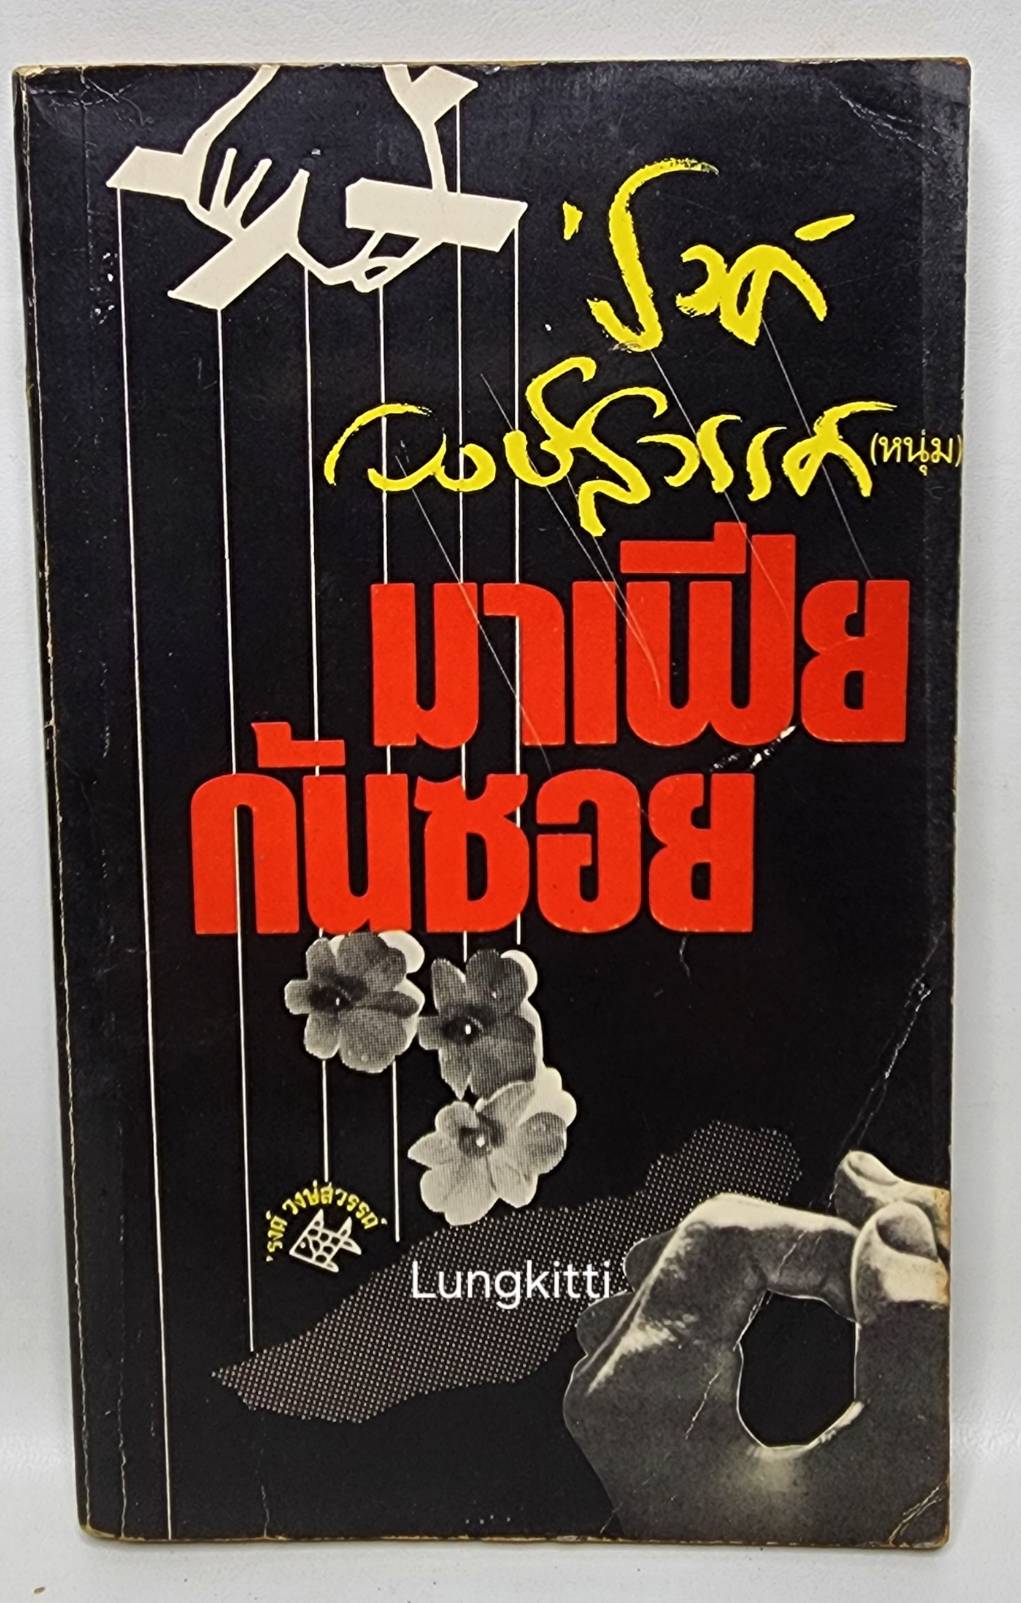 'รงค์
วงษ์สวรรค์ (หนุ่ม)
มาเฟีย
ก้นซอย
'รงค์ วงษ์สวรรค์
Lungkitti